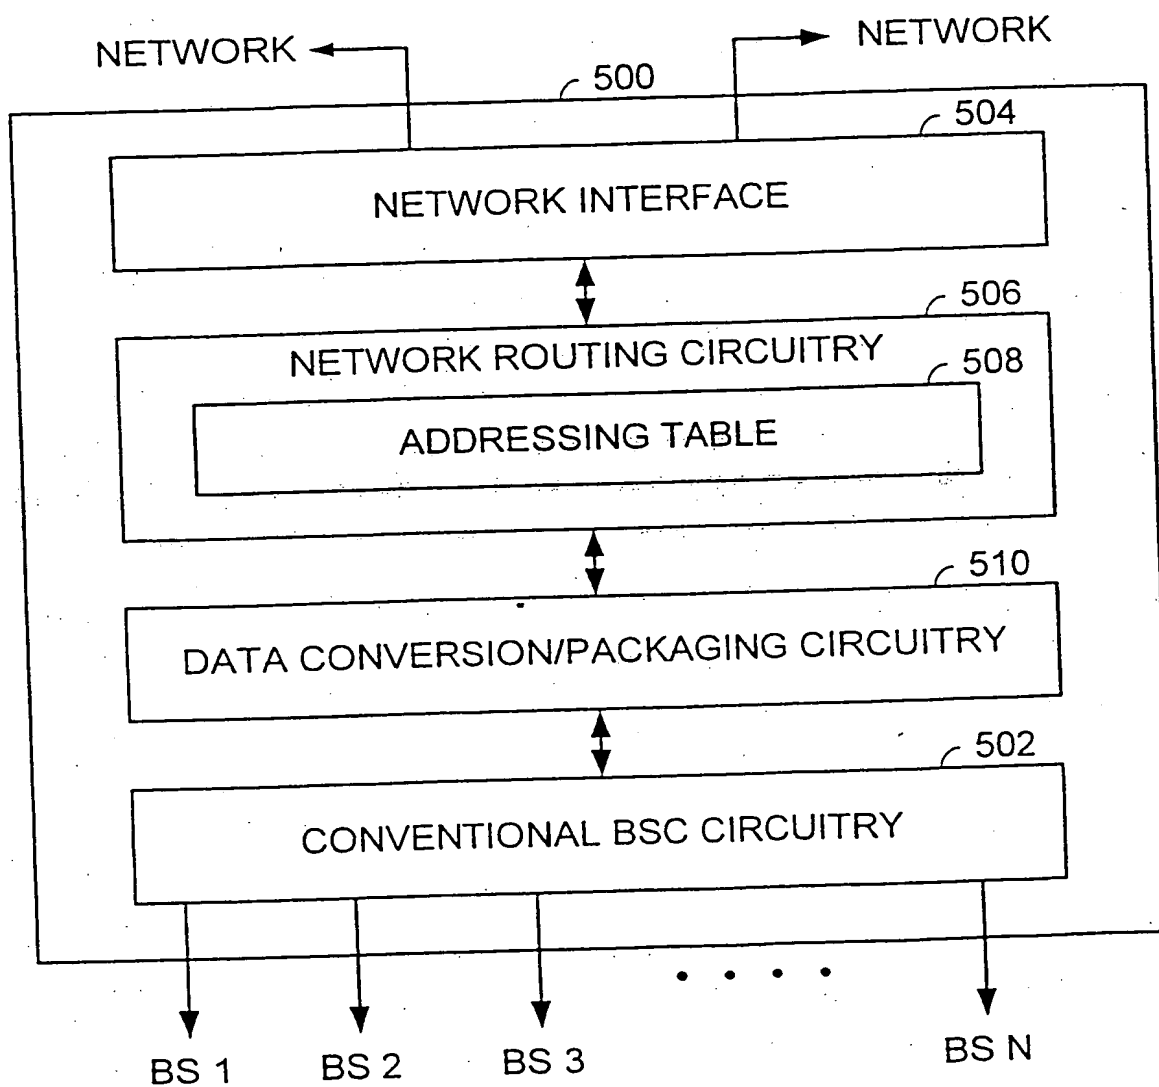 NETWORK
NETWORK
500
504
NETWORK INTERFACE
506
NETWORK ROUTING CIRCUITRY
508
ADDRESSING TABLE
510
DATA CONVERSION/PACKAGING CIRCUITRY
502
CONVENTIONAL BSC CIRCUITRY
BS 1
BS 2
BS 3
BS N